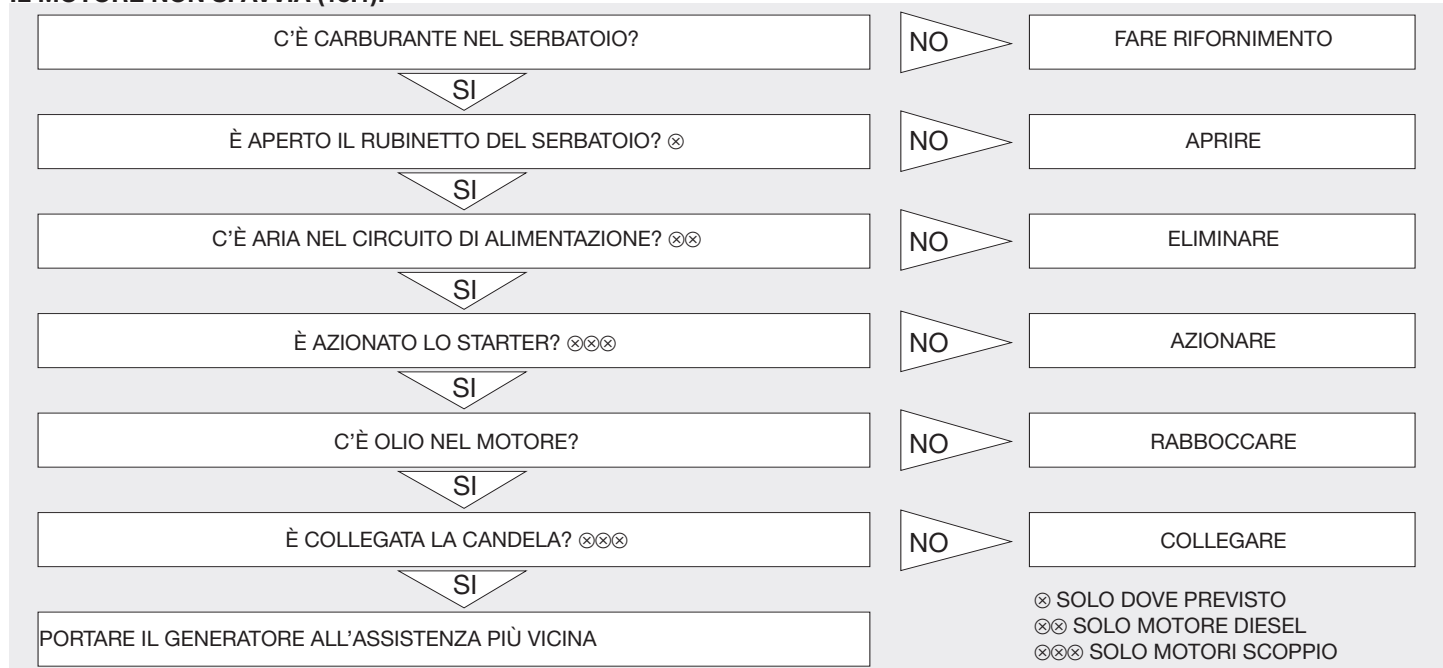 C'È CARBURANTE NEL SERBATOIO?
NO
FARE RIFORNIMENTO
SI
È APERTO IL RUBINETTO DEL SERBATOIO? ⊗
NO
APRIRE
SI
C'È ARIA NEL CIRCUITO DI ALIMENTAZIONE? ⊗⊗
NO
ELIMINARE
SI
È AZIONATO LO STARTER? ⊗⊗⊗
NO
AZIONARE
SI
C'È OLIO NEL MOTORE?
NO
RABBOCCARE
SI
È COLLEGATA LA CANDELA? ⊗⊗⊗
NO
COLLEGARE
SI
PORTARE IL GENERATORE ALL'ASSISTENZA PIÙ VICINA
⊗ SOLO DOVE PREVISTO
⊗⊗ SOLO MOTORE DIESEL
⊗⊗⊗ SOLO MOTORI SCOPPIO